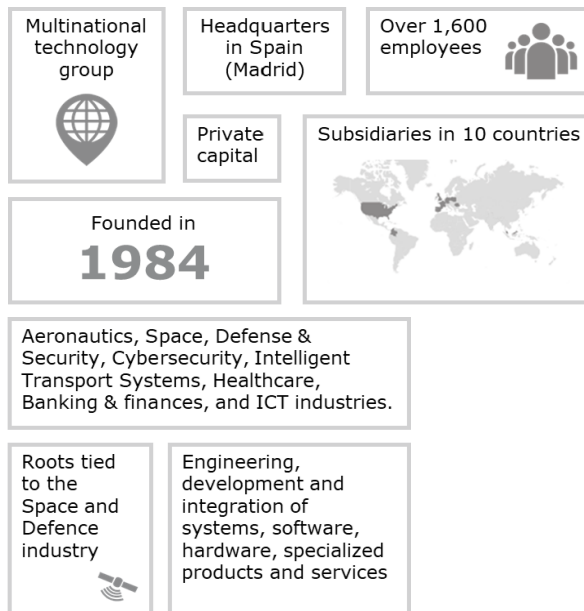 Multinational
technology
group
Headquarters
in Spain
(Madrid)
Over 1,600
employees
Private
capital
Subsidiaries in 10 countries
Founded in
1984
Aeronautics, Space, Defense &
Security, Cybersecurity, Intelligent
Transport Systems, Healthcare,
Banking & finances, and ICT industries.
Roots tied
to the
Space and
Defence
industry
Engineering,
development and
integration of
systems, software,
hardware, specialized
products and services